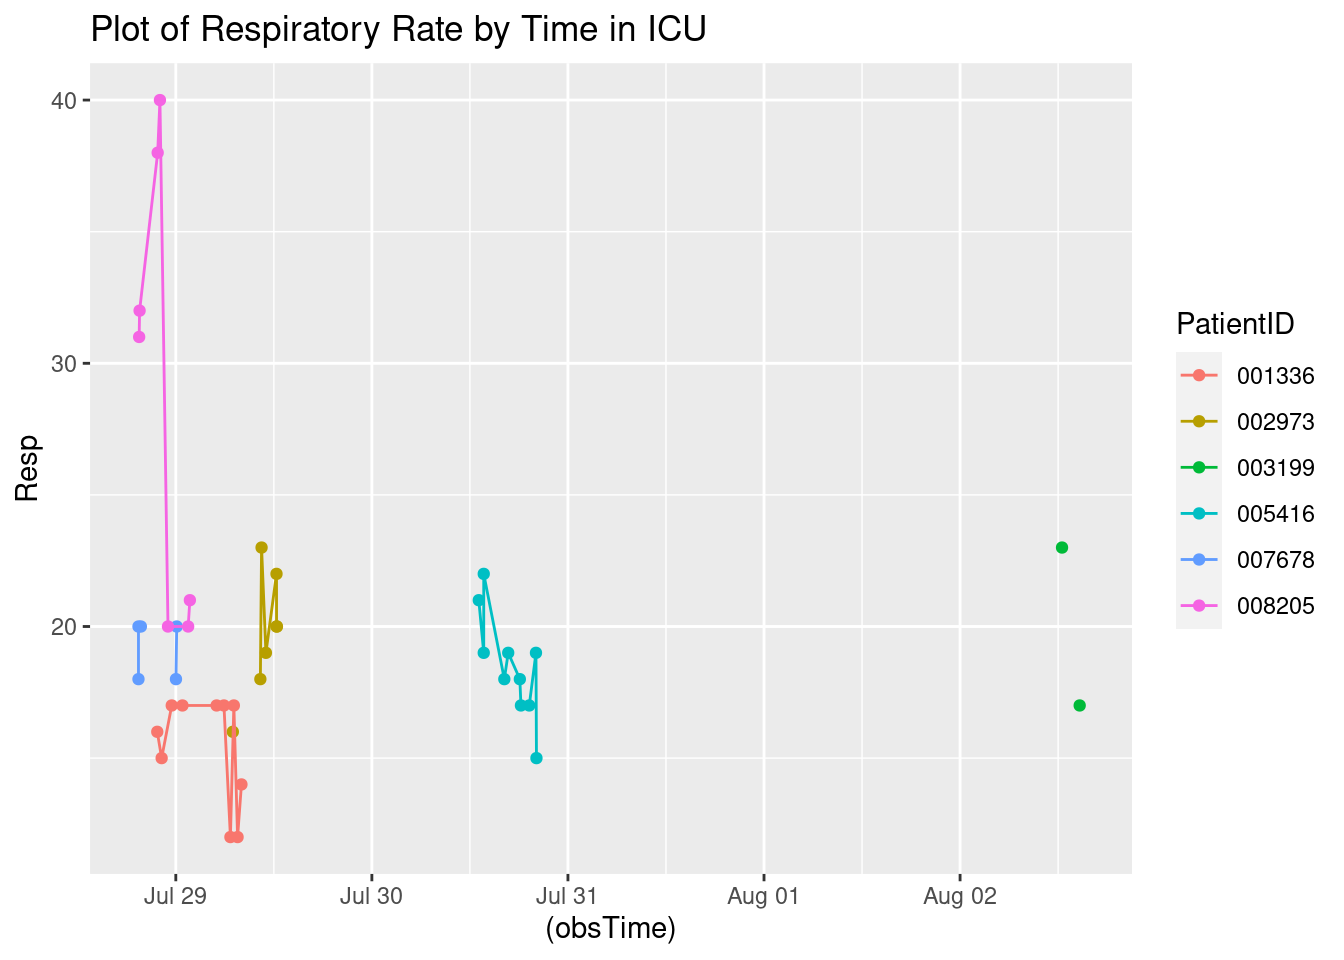 Plot of Respiratory Rate by Time in ICU
40
30
20
Resp
Jul 29
Jul 30
Jul 31
Aug 01
Aug 02
(obsTime)
PatientID
001336
002973
003199
005416
007678
008205